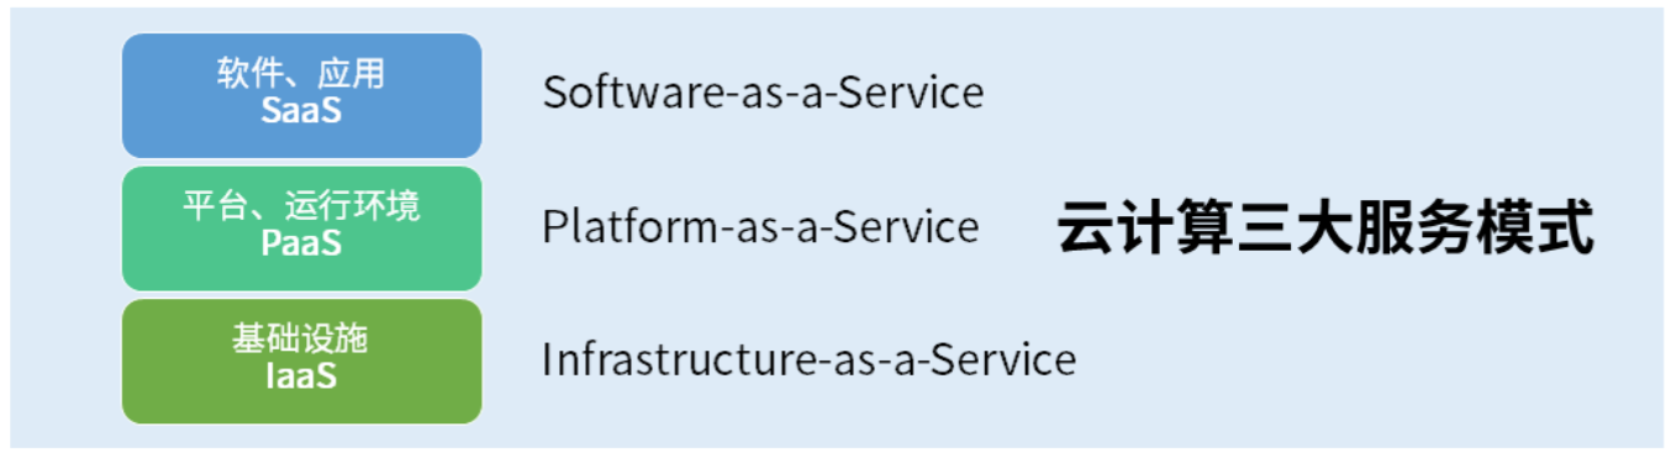 软件、应用
SaaS
Software-as-a-Service
平台、运行环境
PaaS
Platform-as-a-Service
云计算三大服务模式
基础设施
IaaS
Infrastructure-as-a-Service